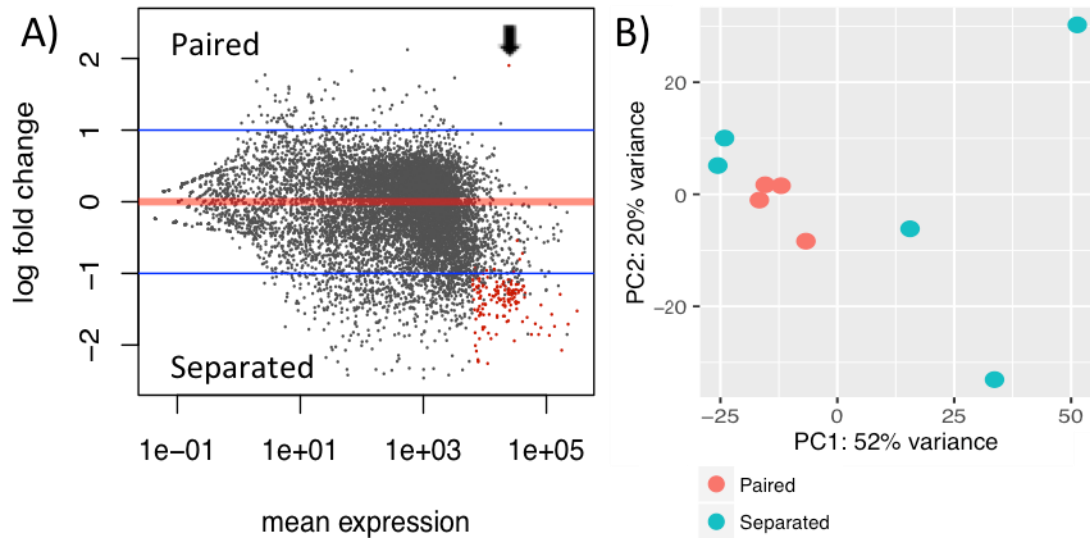 A)
Paired
Separated
log fold change
2
1
0
−1
−2
1e−01
1e+01
1e+03
1e+05
mean expression
B)
PC2: 20% variance
20
0
−20
−25
0
25
50
PC1: 52% variance
Paired
Separated